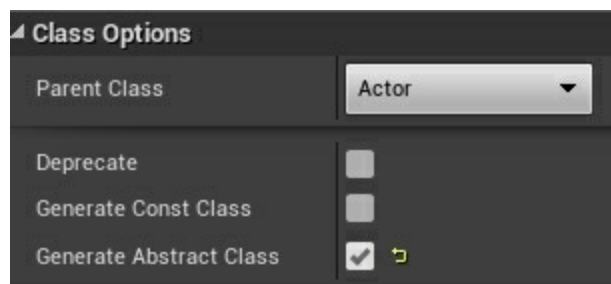 Class Options
Parent Class Actor
Deprecate
Generate Const Class
Generate Abstract Class